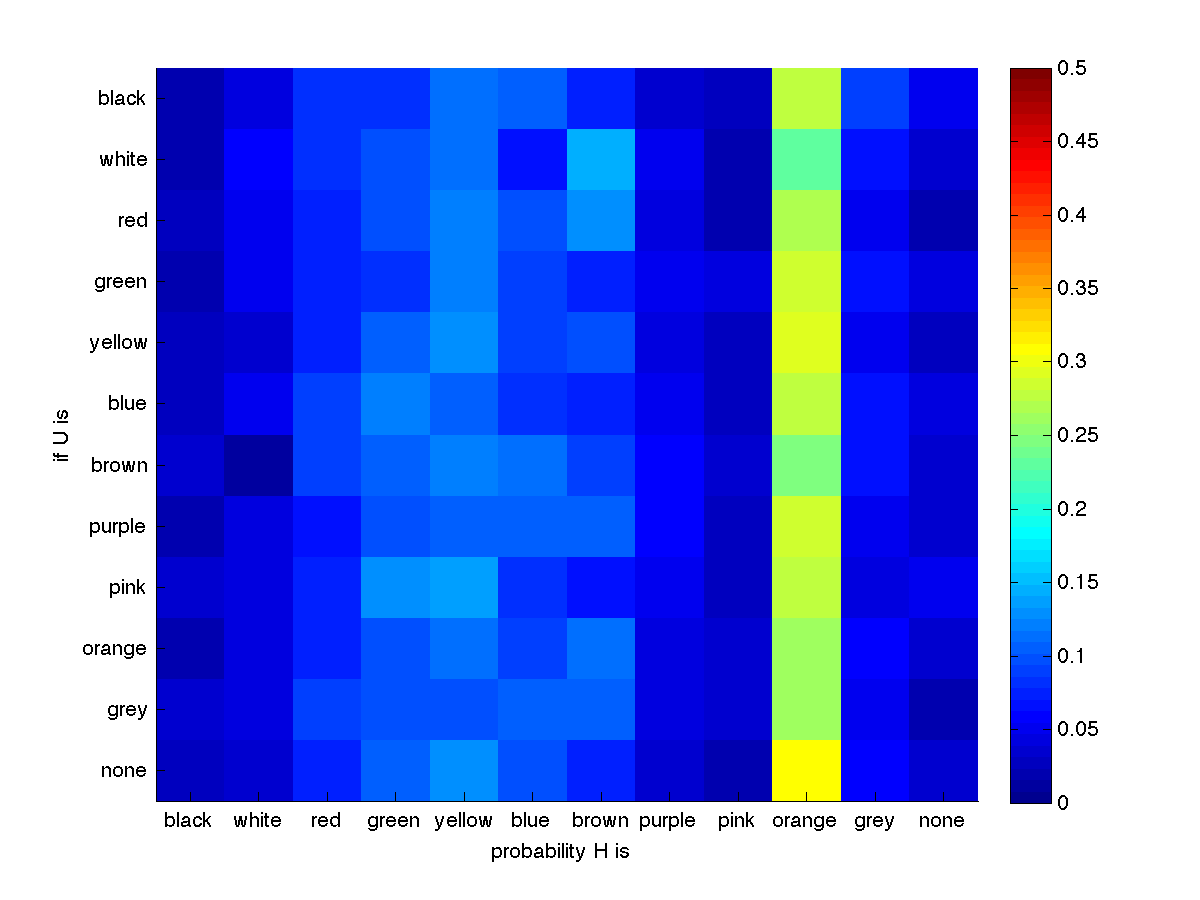 if U is
black
white
red
green
yellow
blue
brown
purple
pink
orange
grey
none
black white red green yellow blue brown purple pink orange grey none
probability H is
0.5
0.45
0.4
0.35
0.3
0.25
0.2
0.15
0.1
0.05
0